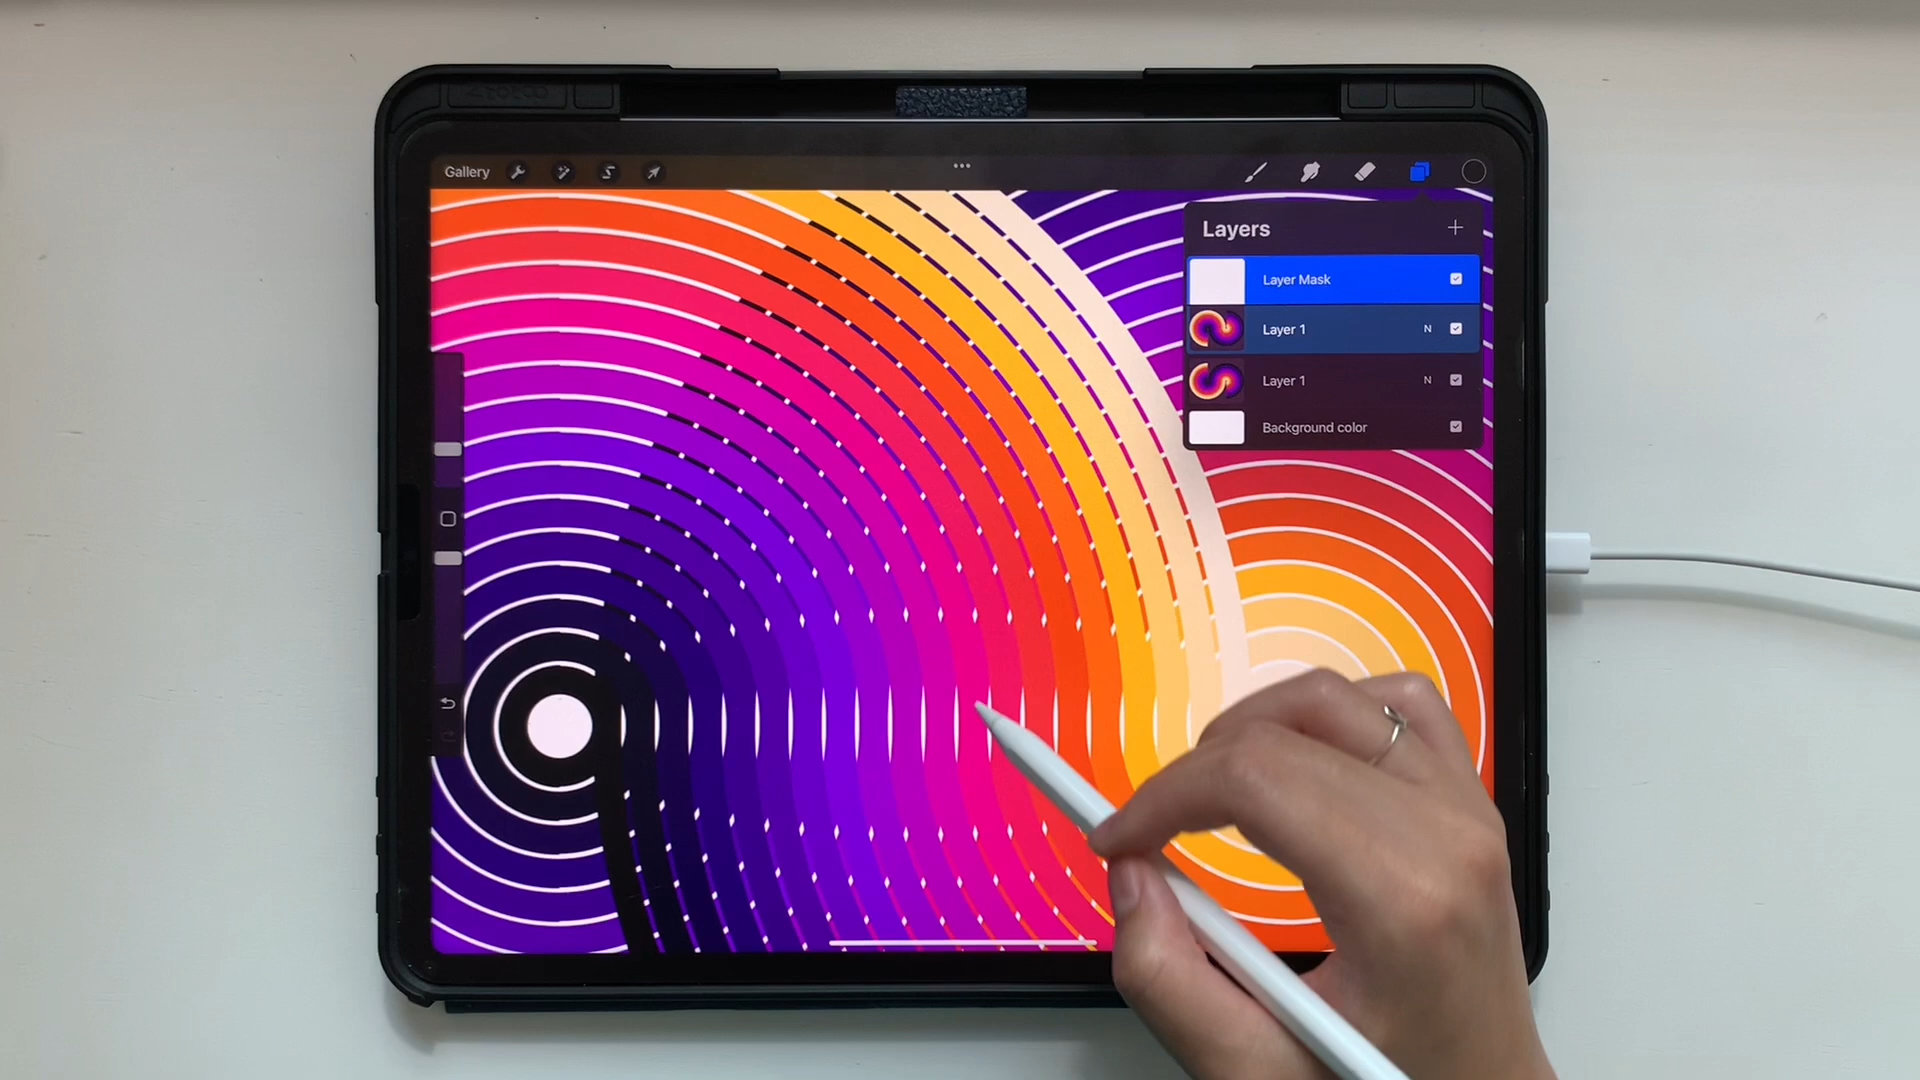 Gallery
Layers
Layer Mask
Layer 1 N
Layer 1 N
Background color